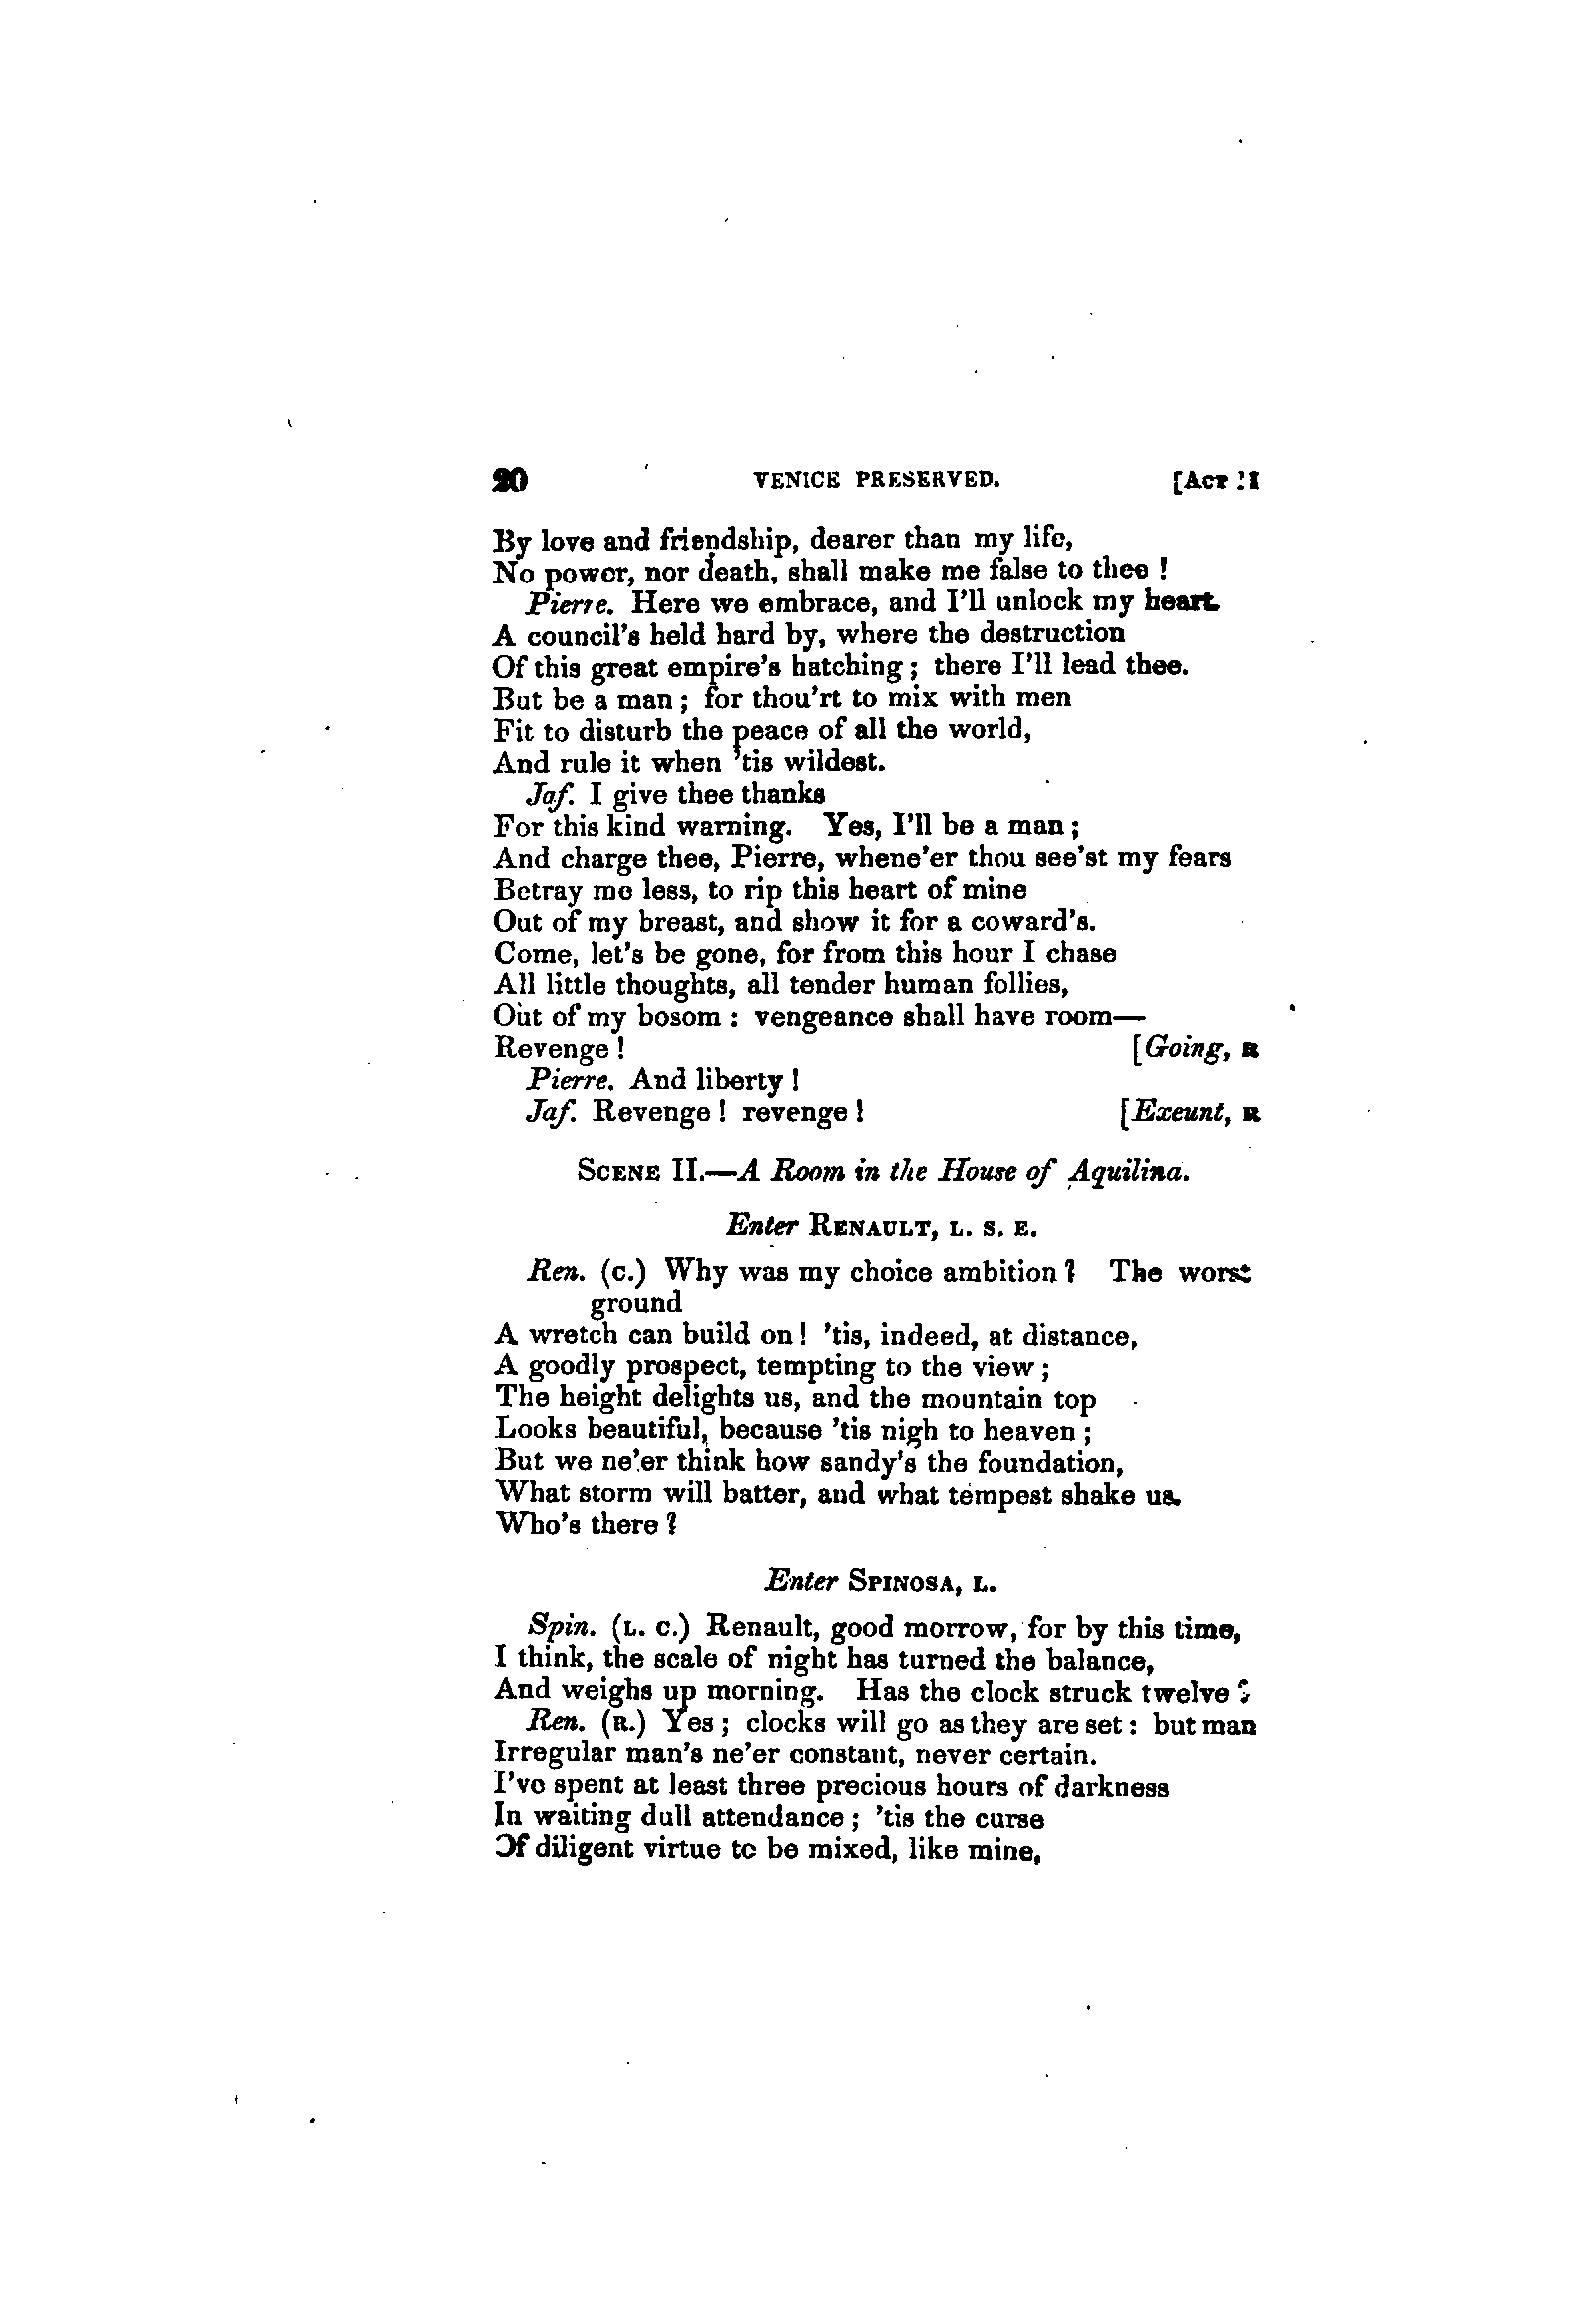 20 VENICE PRESERVED. [ACT II
By love and friendship, dearer than my life,
No power, nor death, shall make me false to thee !
Pierre. Here we embrace, and I'll unlock my heart.
A council's held hard by, where the destruction
Of this great empire's hatching ; there I'll lead thee.
But be a man ; for thou'rt to mix with men
Fit to disturb the peace of all the world,
And rule it when 'tis wildest.
Jaf. I give thee thanks
For this kind warning. Yes, I'll be a man ;
And charge thee, Pierre, whene'er thou see'st my fears
Betray me less, to rip this heart of mine
Out of my breast, and show it for a coward's.
Come, let's be gone, for from this hour I chase
All little thoughts, all tender human follies,
Out of my bosom : vengeance shall have room—
Revenge ! [Going, R
Pierre. And liberty !
Jaf. Revenge ! revenge ! [Exeunt, R
SCENE II.—A Room in the House of Aquilina.
Enter RENAULT, L. S. E.
Ren. (C.) Why was my choice ambition ? The worst
ground
A wretch can build on ! 'tis, indeed, at distance,
A goodly prospect, tempting to the view ;
The height delights us, and the mountain top
Looks beautiful, because 'tis nigh to heaven ;
But we ne'er think how sandy's the foundation,
What storm will batter, and what tempest shake us.
Who's there ?
Enter SPINOSA, L.
Spin. (L. C.) Renault, good morrow, for by this time,
I think, the scale of night has turned the balance,
And weighs up morning. Has the clock struck twelve ?
Ren. (R.) Yes ; clocks will go as they are set : but man
Irregular man's ne'er constant, never certain.
I've spent at least three precious hours of darkness
In waiting dull attendance ; 'tis the curse
Of diligent virtue to be mixed, like mine,